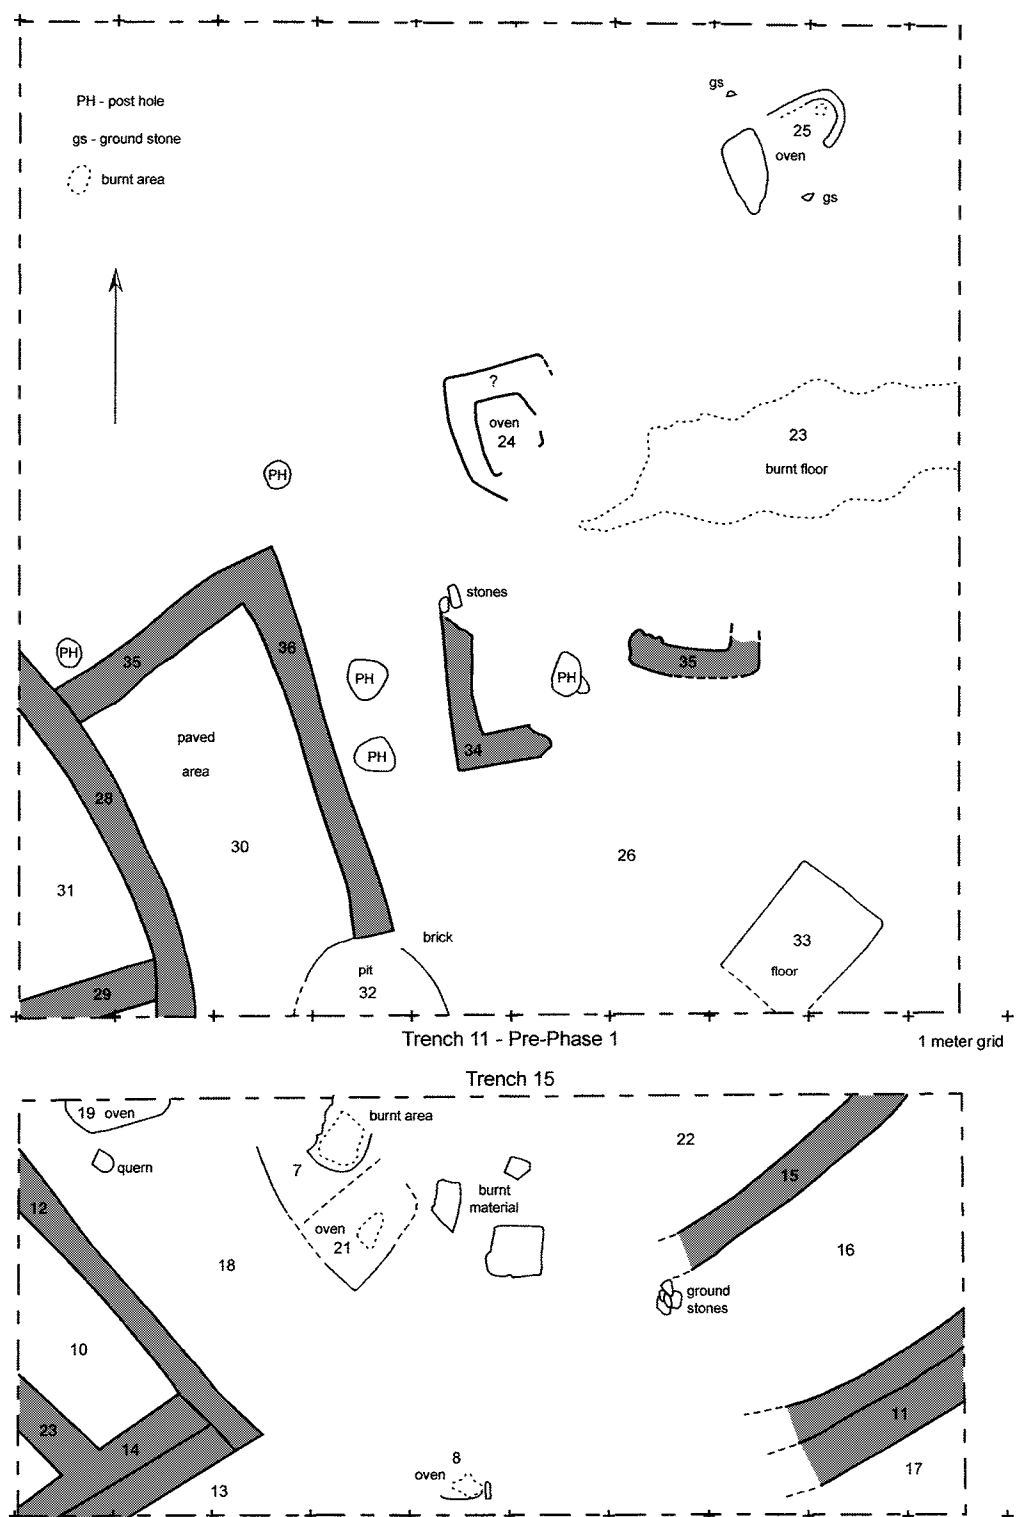 PH - post hole
gs - ground stone
burnt area
gs
25
oven
gs
?
oven
24
23
burnt floor
PH
stones
PH
35
36
PH
PH
35
34
PH
paved
area
28
30
26
31
brick
33
floor
pit
32
29
Trench 11 - Pre-Phase 1
1 meter grid
Trench 15
19 oven
burnt area
quern
7
22
12
burnt
material
15
oven
21
18
16
ground
stones
10
23
14
11
8
oven
13
17